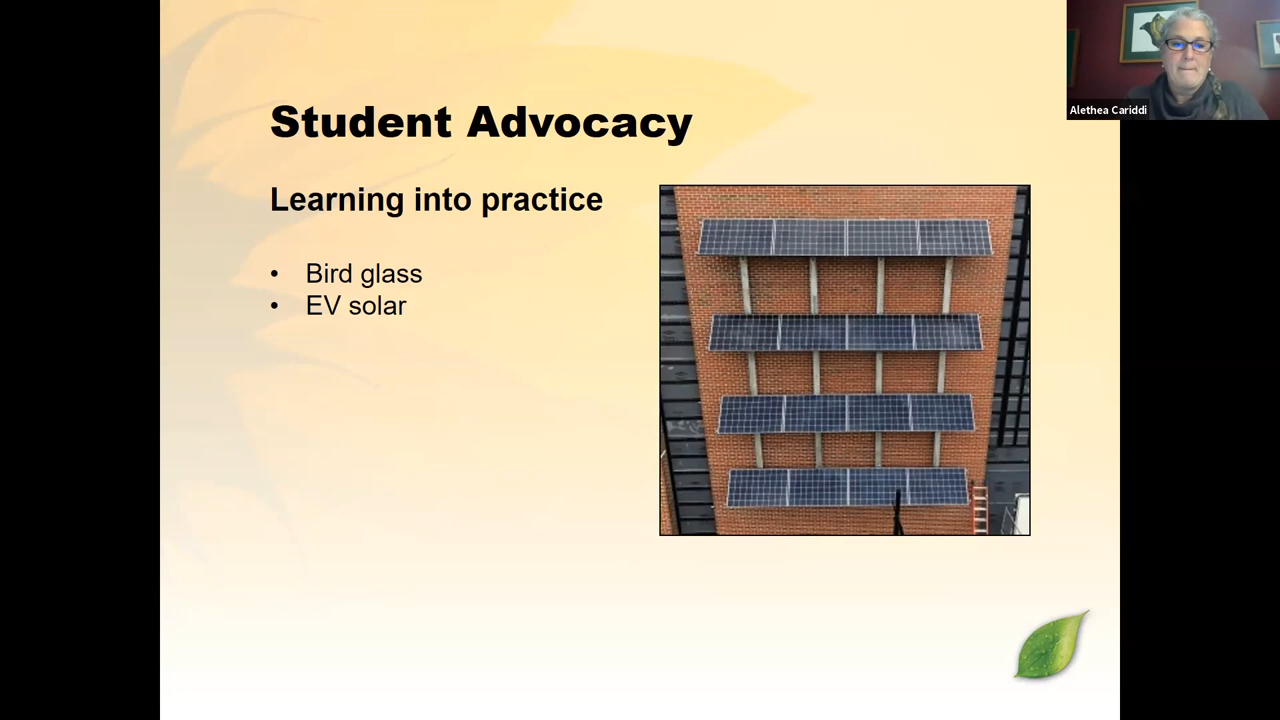 Student Advocacy
Learning into practice
• Bird glass
• EV solar
Alethea Cariddi